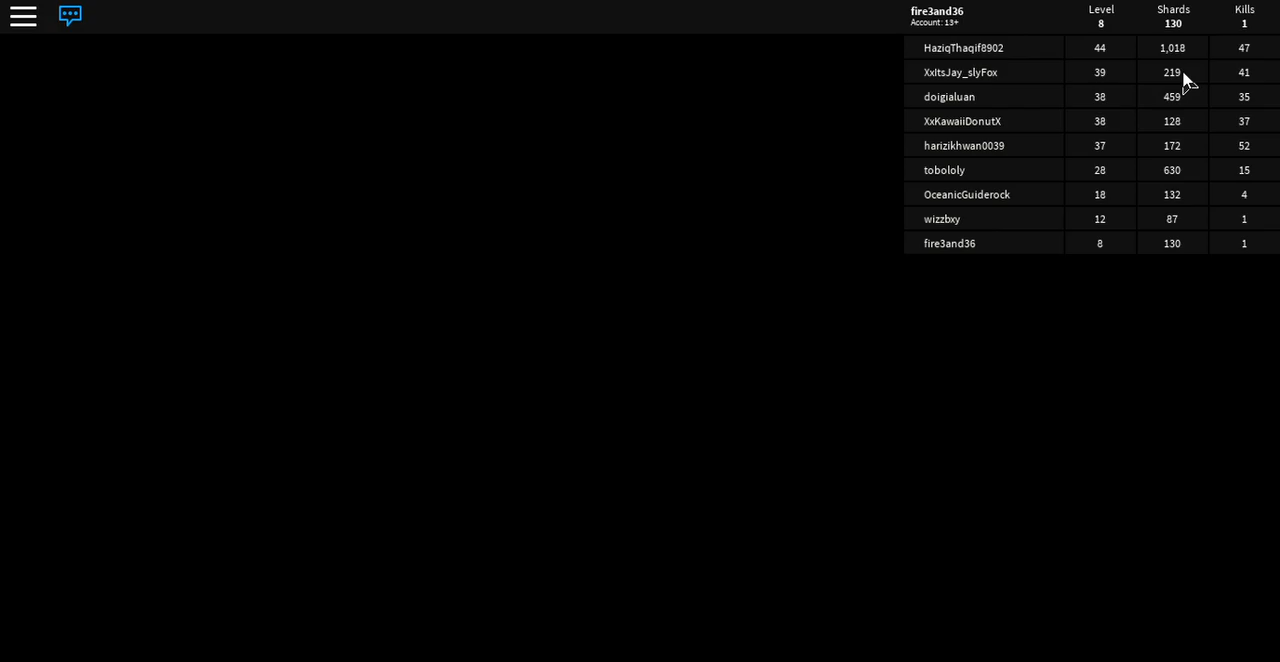 fire3and36 Level Shards Kills
Account: 13+ 8 130 1
HaziqThaqif8902 44 1,018 47
XxItsJay_slyFox 39 219 41
doigialuan 38 459 35
XxKawaiiDonutX 38 128 37
harizikhwan0039 37 172 52
tobololy 28 630 15
OceanicGuiderock 18 132 4
wizzbxy 12 87 1
fire3and36 8 130 1